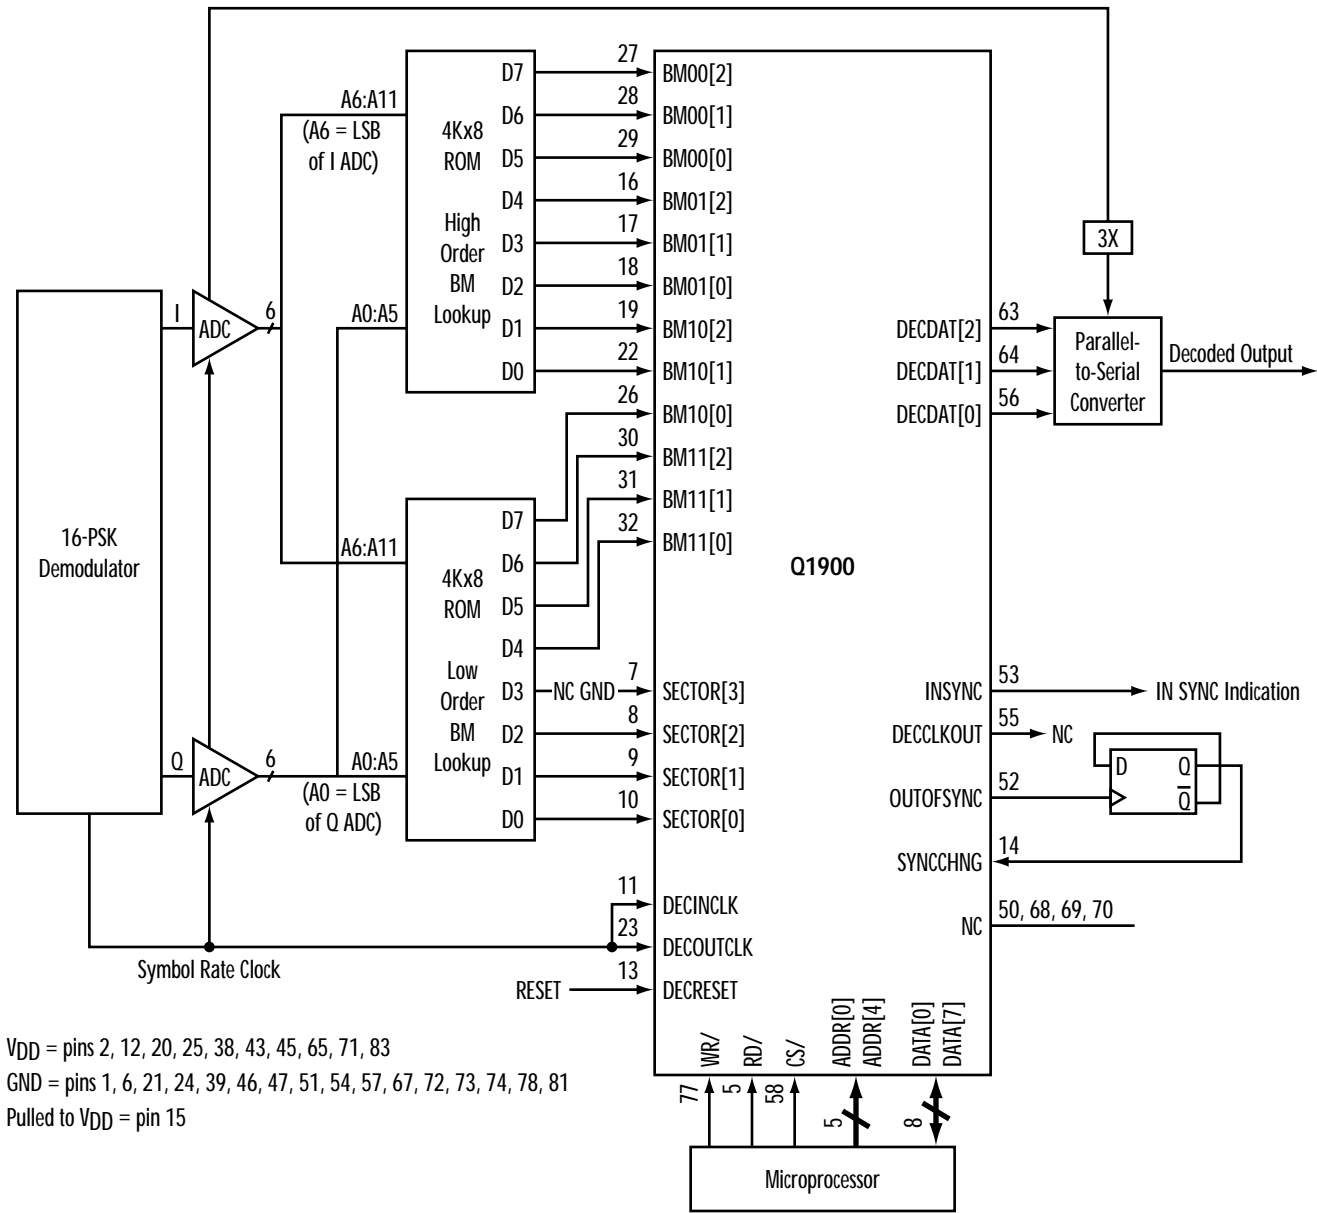 16-PSK
Demodulator
I
ADC
6
Q
ADC
6
A6:A11
(A6 = LSB
of I ADC)
A0:A5
4Kx8
ROM
High
Order
BM
Lookup
D7
D6
D5
D4
D3
D2
D1
D0
A6:A11
A0:A5
(A0 = LSB
of Q ADC)
4Kx8
ROM
Low
Order
BM
Lookup
D7
D6
D5
D4
D3
D2
D1
D0
NC GND
27 BM00[2]
28 BM00[1]
29 BM00[0]
16 BM01[2]
17 BM01[1]
18 BM01[0]
19 BM10[2]
22 BM10[1]
26 BM10[0]
30 BM11[2]
31 BM11[1]
32 BM11[0]
7 SECTOR[3]
8 SECTOR[2]
9 SECTOR[1]
10 SECTOR[0]
11 DECINCLK
23 DECOUTCLK
13 DECRESET
RESET
Symbol Rate Clock
Q1900
3X
DECDAT[2] 63
DECDAT[1] 64
DECDAT[0] 56
Parallel-
to-Serial
Converter
Decoded Output
INSYNC 53 IN SYNC Indication
DECCLKOUT 55 NC
OUTOFSYNC 52
D Q
Q̅
SYNCCHNG 14
NC 50, 68, 69, 70
WR/
RD/
CS/
ADDR[0]
ADDR[4]
DATA[0]
DATA[7]
77
5
58
5
8
Microprocessor
VDD = pins 2, 12, 20, 25, 38, 43, 45, 65, 71, 83
GND = pins 1, 6, 21, 24, 39, 46, 47, 51, 54, 57, 67, 72, 73, 74, 78, 81
Pulled to VDD = pin 15